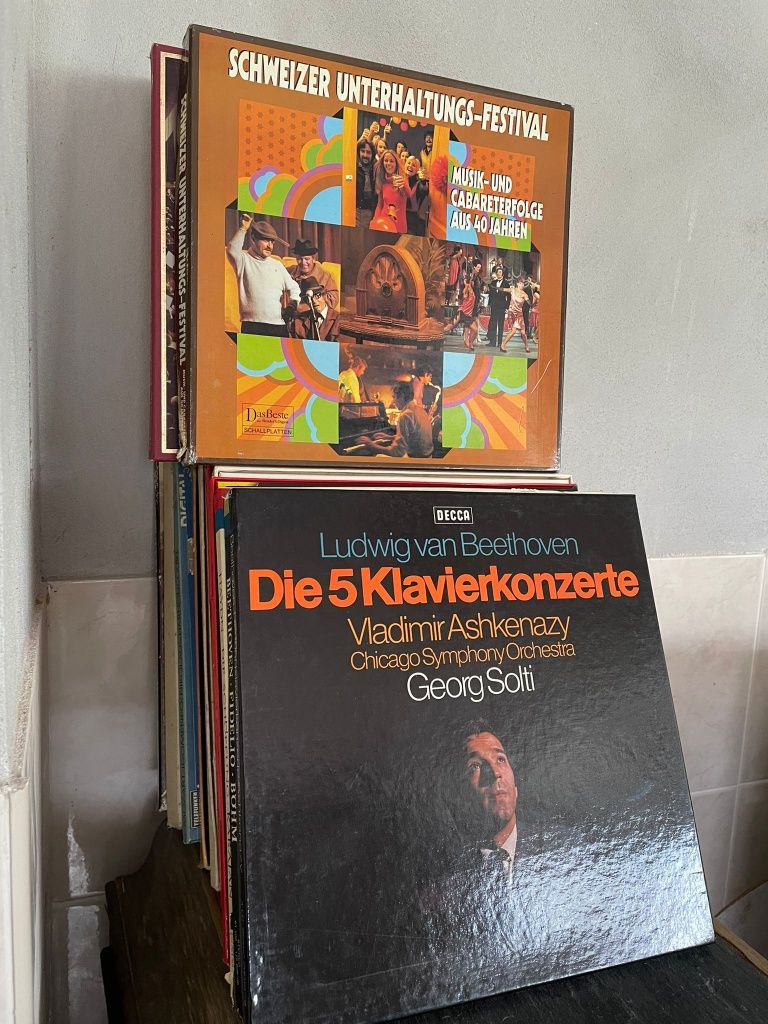 SCHWEIZER UNTERHALTUNGS-FESTIVAL
MUSIK- UND
CABARETERFOLGE
AUS 40 JAHREN
Das Beste
SCHALLPLATTEN
SCHWEIZER UNTERHALTUNGS-FESTIVAL
DECCA
Ludwig van Beethoven
Die 5 Klavierkonzerte
Vladimir Ashkenazy
Chicago Symphony Orchestra
Georg Solti
BEETHOVEN · FIDELIO · BÖHM